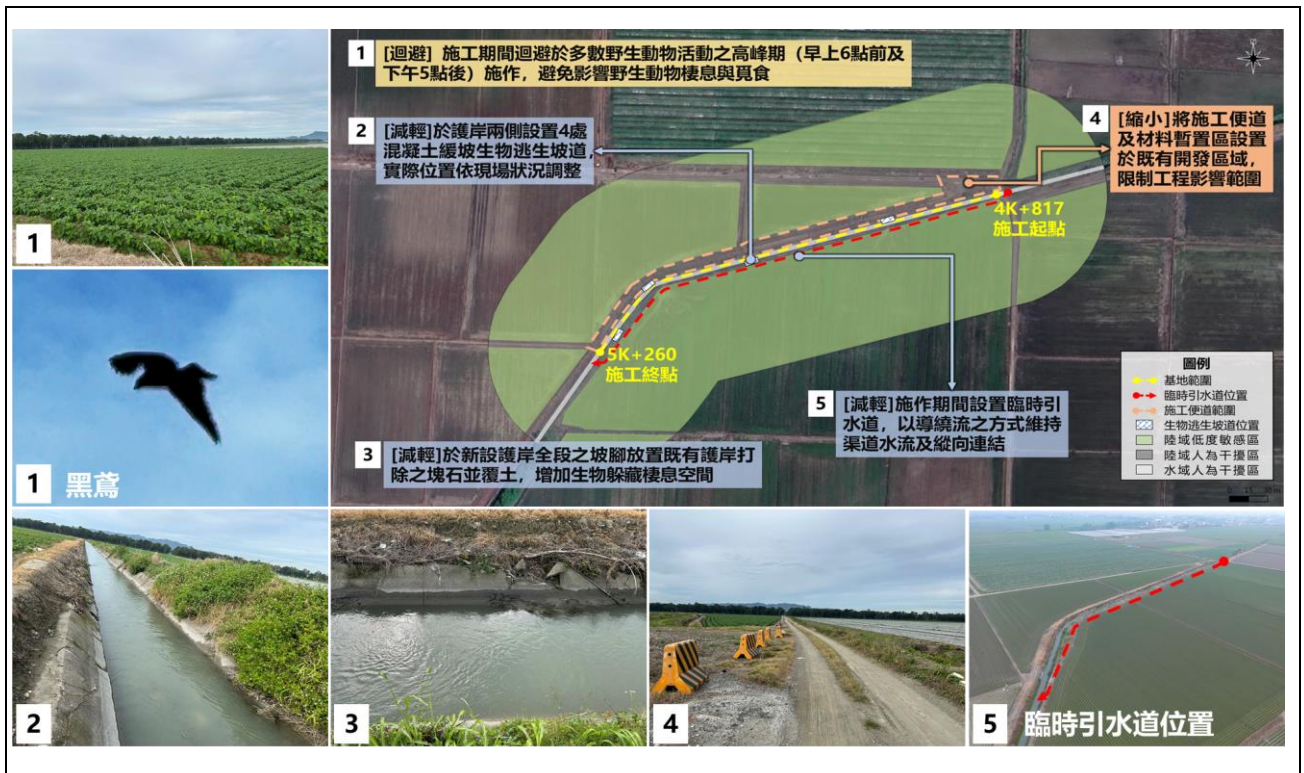 1
[迴避] 施工期間迴避於多數野生動物活動之高峰期（早上6點前及
下午5點後）施作，避免影響野生動物棲息與覓食
2
[減輕]於護岸兩側設置4處
混凝土緩坡生物逃生坡道，
實際位置依現場狀況調整
4
[縮小]將施工便道
及材料暫置區設置
於既有開發區域，
限制工程影響範圍
4K+817
施工起點
5K+260
施工終點
3
[減輕]於新設護岸全段之坡腳放置既有護岸打
除之塊石並覆土，增加生物躲藏棲息空間
5
[減輕]施作期間設置臨時引
水道，以導繞流之方式維持
渠道水流及縱向連結
圖例
基地範圍
臨時引水道位置
施工便道範圍
生物逃生坡道位置
陸域低度敏感區
陸域人為干擾區
水域人為干擾區
1
1 黑鳶
2
3
4
5 臨時引水道位置